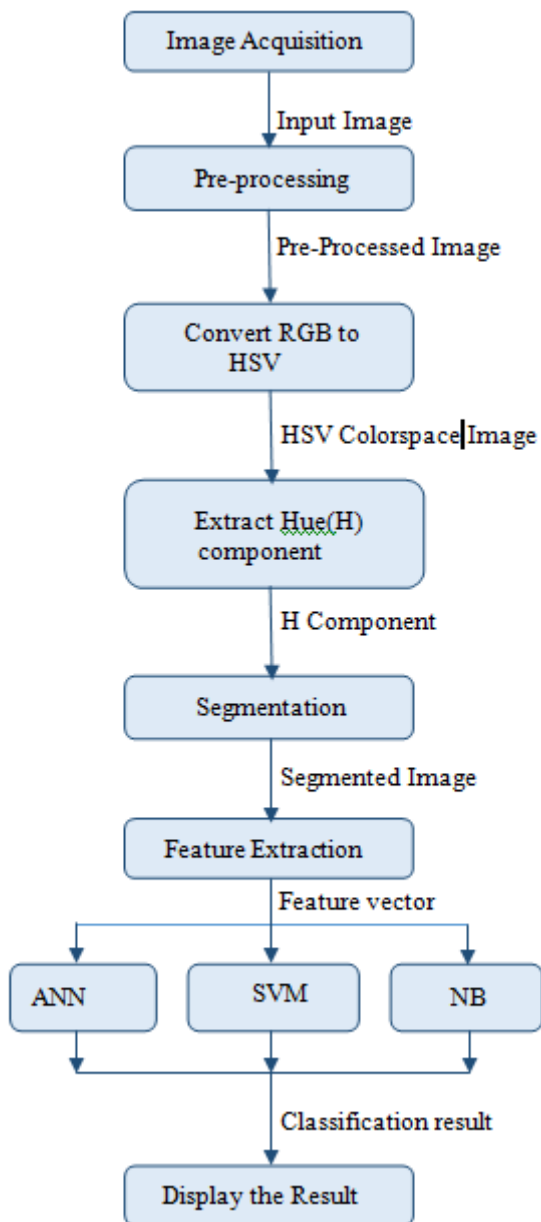 Image Acquisition
Input Image
Pre-processing
Pre-Processed Image
Convert RGB to
HSV
HSV Colorspace Image
Extract Hue(H)
component
H Component
Segmentation
Segmented Image
Feature Extraction
Feature vector
ANN
SVM
NB
Classification result
Display the Result